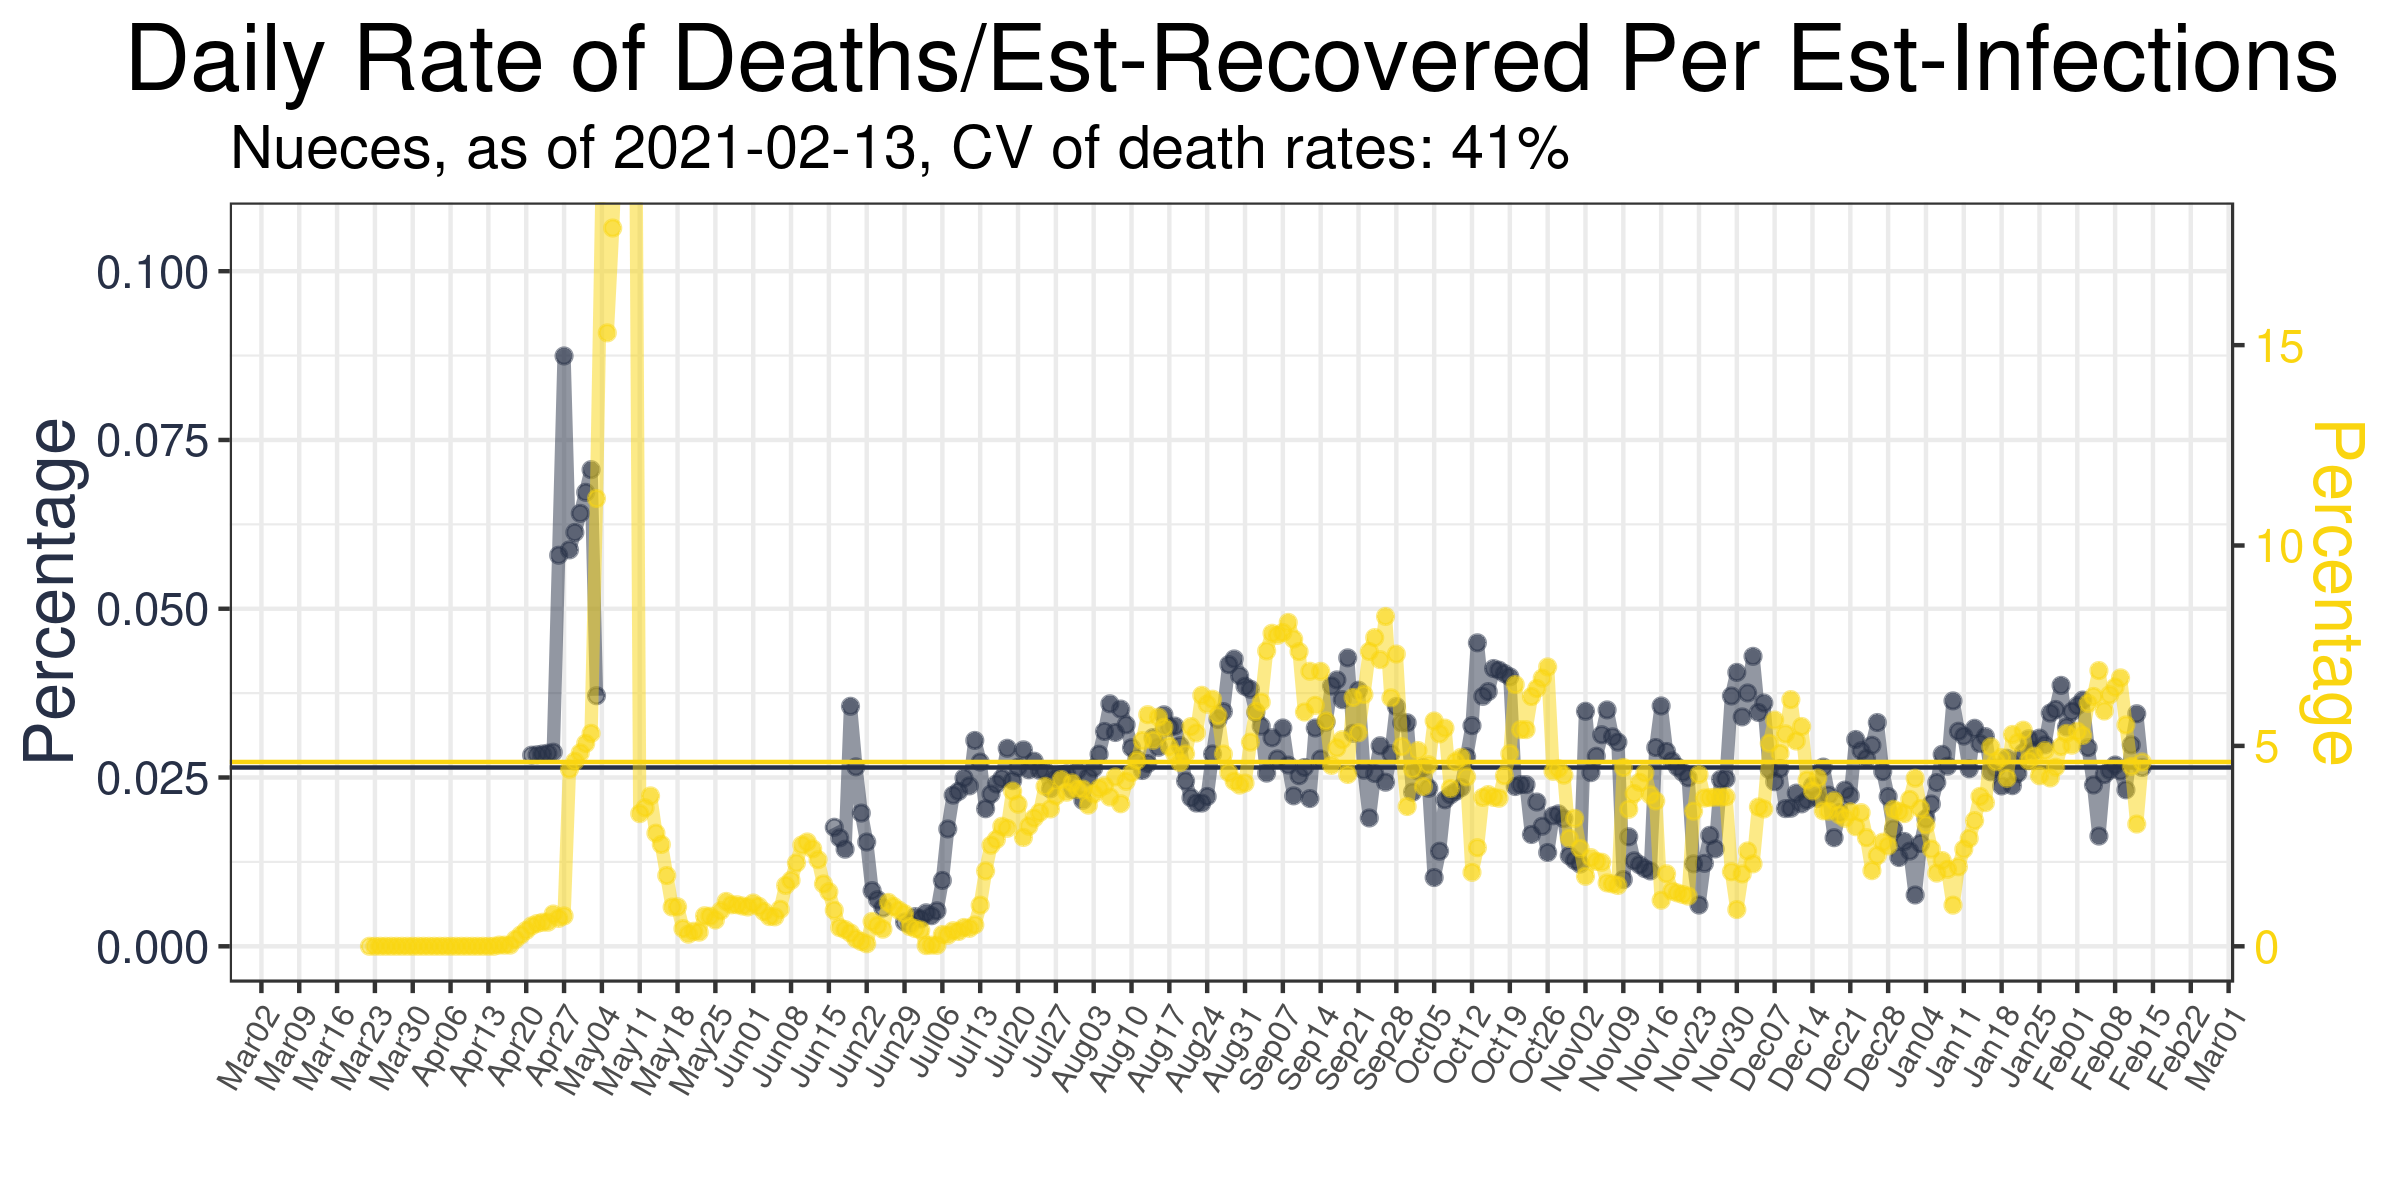 Daily Rate of Deaths/Est-Recovered Per Est-Infections
Nueces, as of 2021-02-13, CV of death rates: 41%
Percentage
0.100
0.075
0.050
0.025
0.000
15
10
5
0
Percentage
Mar02
Mar09
Mar16
Mar23
Mar30
Apr06
Apr13
Apr20
Apr27
May04
May11
May18
May25
Jun01
Jun08
Jun15
Jun22
Jun29
Jul06
Jul13
Jul20
Jul27
Aug03
Aug10
Aug17
Aug24
Aug31
Sep07
Sep14
Sep21
Sep28
Oct05
Oct12
Oct19
Oct26
Nov02
Nov09
Nov16
Nov23
Nov30
Dec07
Dec14
Dec21
Dec28
Jan04
Jan11
Jan18
Jan25
Feb01
Feb08
Feb15
Feb22
Mar01